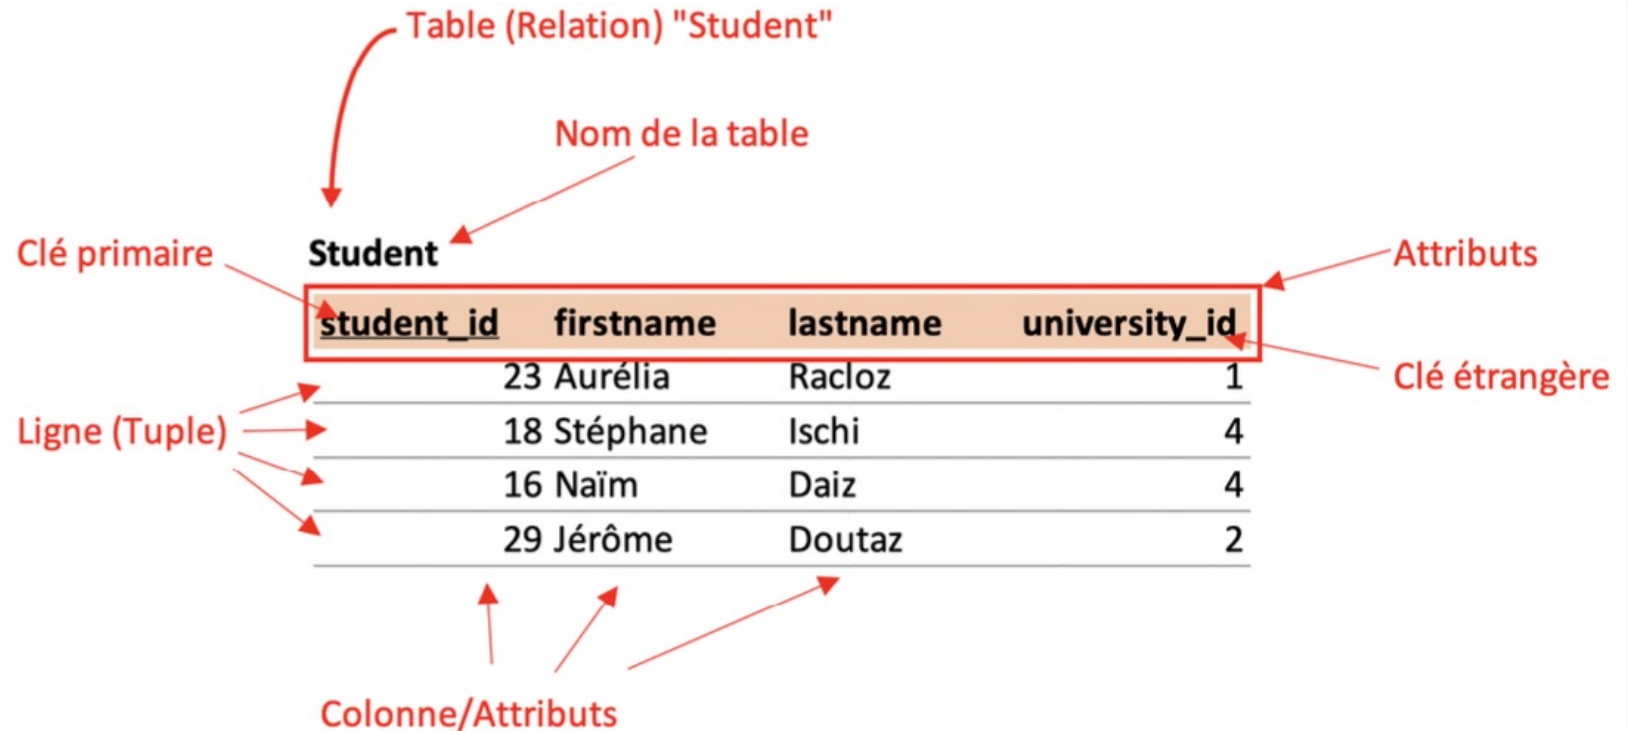 Table (Relation) "Student"
Nom de la table
Clé primaire
Student
Attributs
student_id firstname lastname university_id
Clé étrangère
23 Aurélia Racloz 1
Ligne (Tuple)
18 Stéphane Ischi 4
16 Naïm Daiz 4
29 Jérôme Doutaz 2
Colonne/Attributs